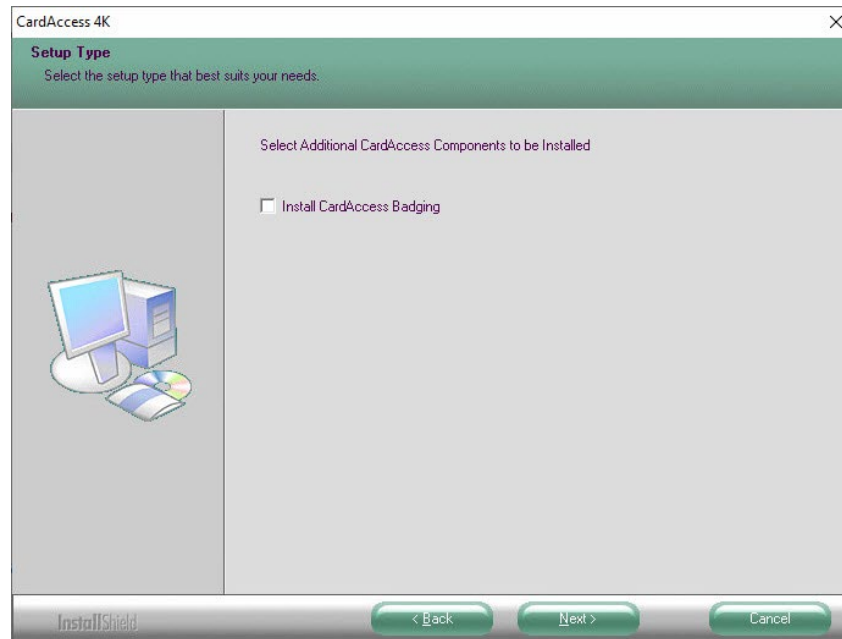 CardAccess 4K
Setup Type
Select the setup type that best suits your needs.
Select Additional CardAccess Components to be Installed
Install CardAccess Badging
InstallShield
< Back
Next >
Cancel